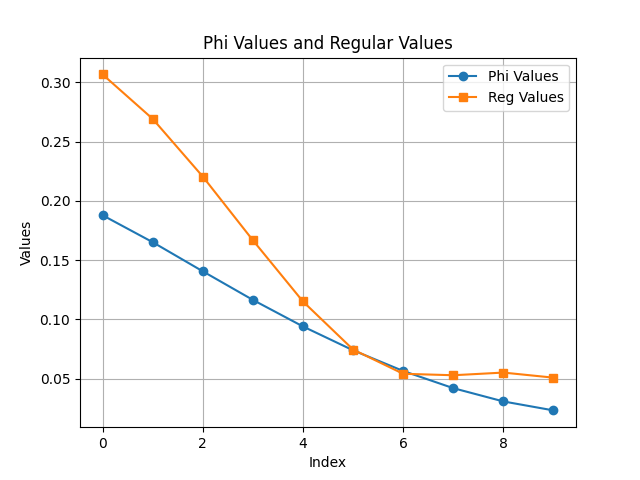 Phi Values and Regular Values
Phi Values
Reg Values
0.30
0.25
0.20
0.15
0.10
0.05
Values
0 2 4 6 8
Index